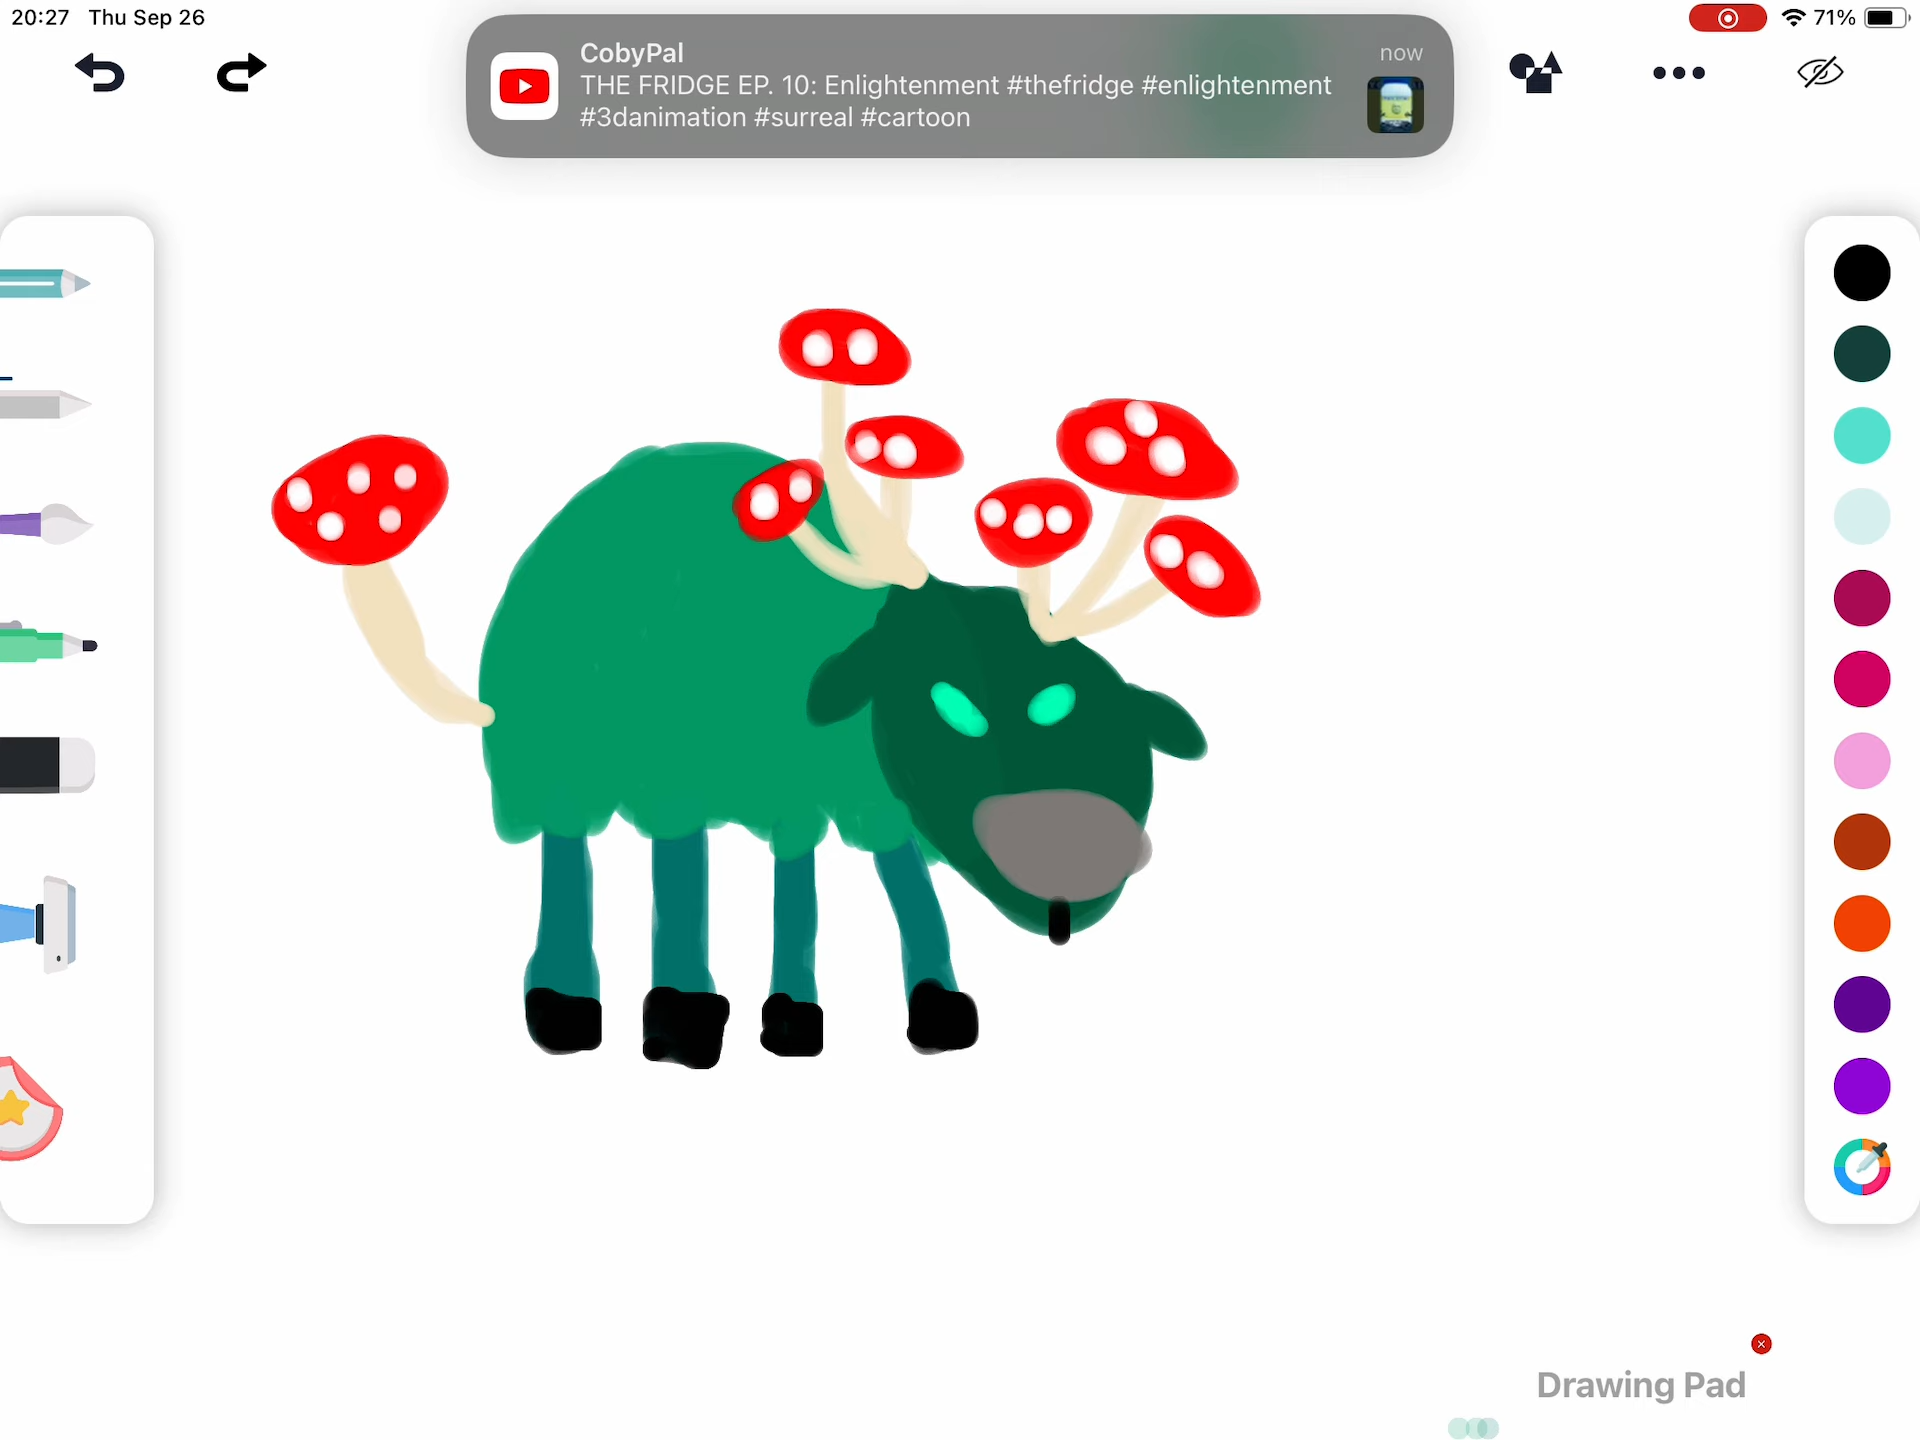 20:27 Thu Sep 26
71%
CobyPal
now
THE FRIDGE EP. 10: Enlightenment #thefridge #enlightenment
#3danimation #surreal #cartoon
Drawing Pad